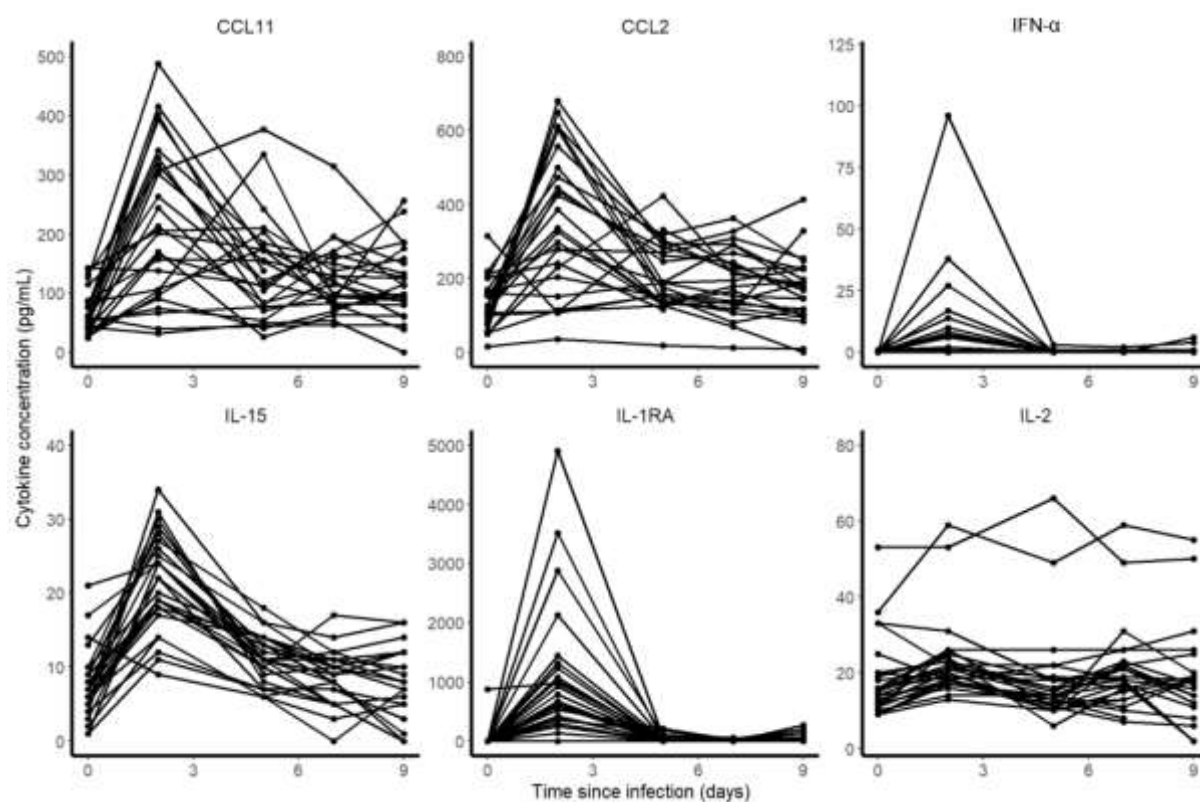 CCL11 CCL2 IFN-α
500 800 125
400 600 100
300 400 75
200 200 50
100 0 25
0 0
0 3 6 9 0 3 6 9 0 3 6 9
IL-15 IL-1RA IL-2
Cytokine concentration (pg/mL)
40 5000 80
30 4000 60
20 3000 40
10 2000 20
0 1000 0
0
0 3 6 9 0 3 6 9 0 3 6 9
Time since infection (days)